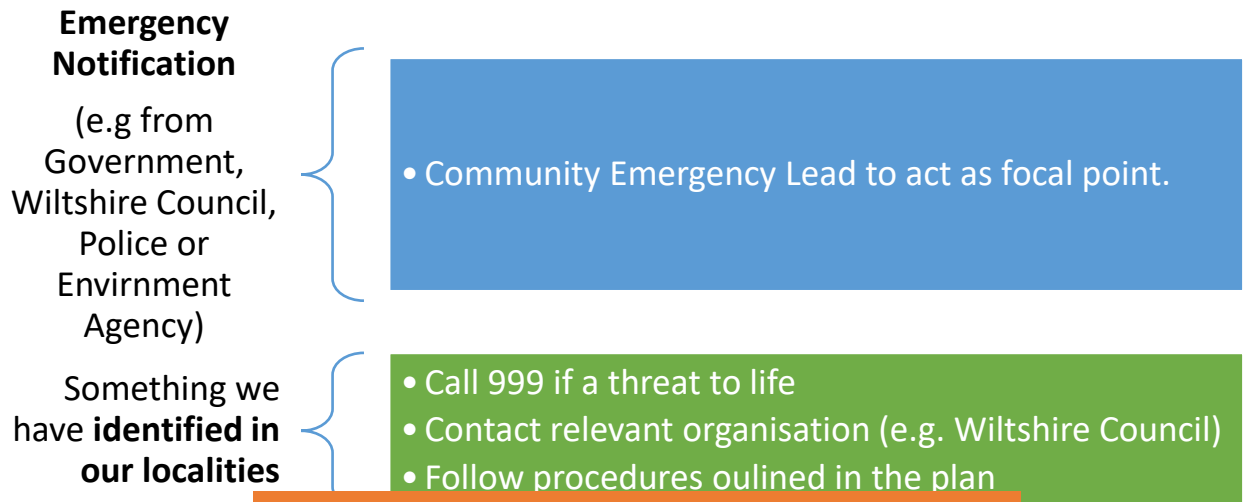 Emergency
Notification
(e.g from
Government,
Wiltshire Council,
Police or
Envirnment
Agency)
• Community Emergency Lead to act as focal point.
Something we
have identified in
our localities
• Call 999 if a threat to life
• Contact relevant organisation (e.g. Wiltshire Council)
• Follow procedures oulined in the plan